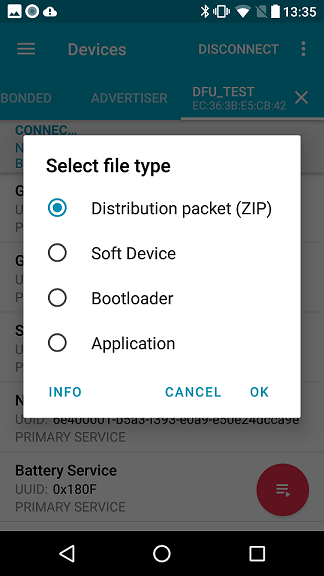 13:35
Devices
DISCONNECT
BONDED
ADVERTISER
DFU_TEST
EC:36:3B:E5:CB:42
CONNEC...
Select file type
Distribution packet (ZIP)
Soft Device
Bootloader
Application
INFO
CANCEL
OK
UUID: 6e400001-b5a3-f393-e0a9-e50e24dcca9e
PRIMARY SERVICE
Battery Service
UUID: 0x180F
PRIMARY SERVICE